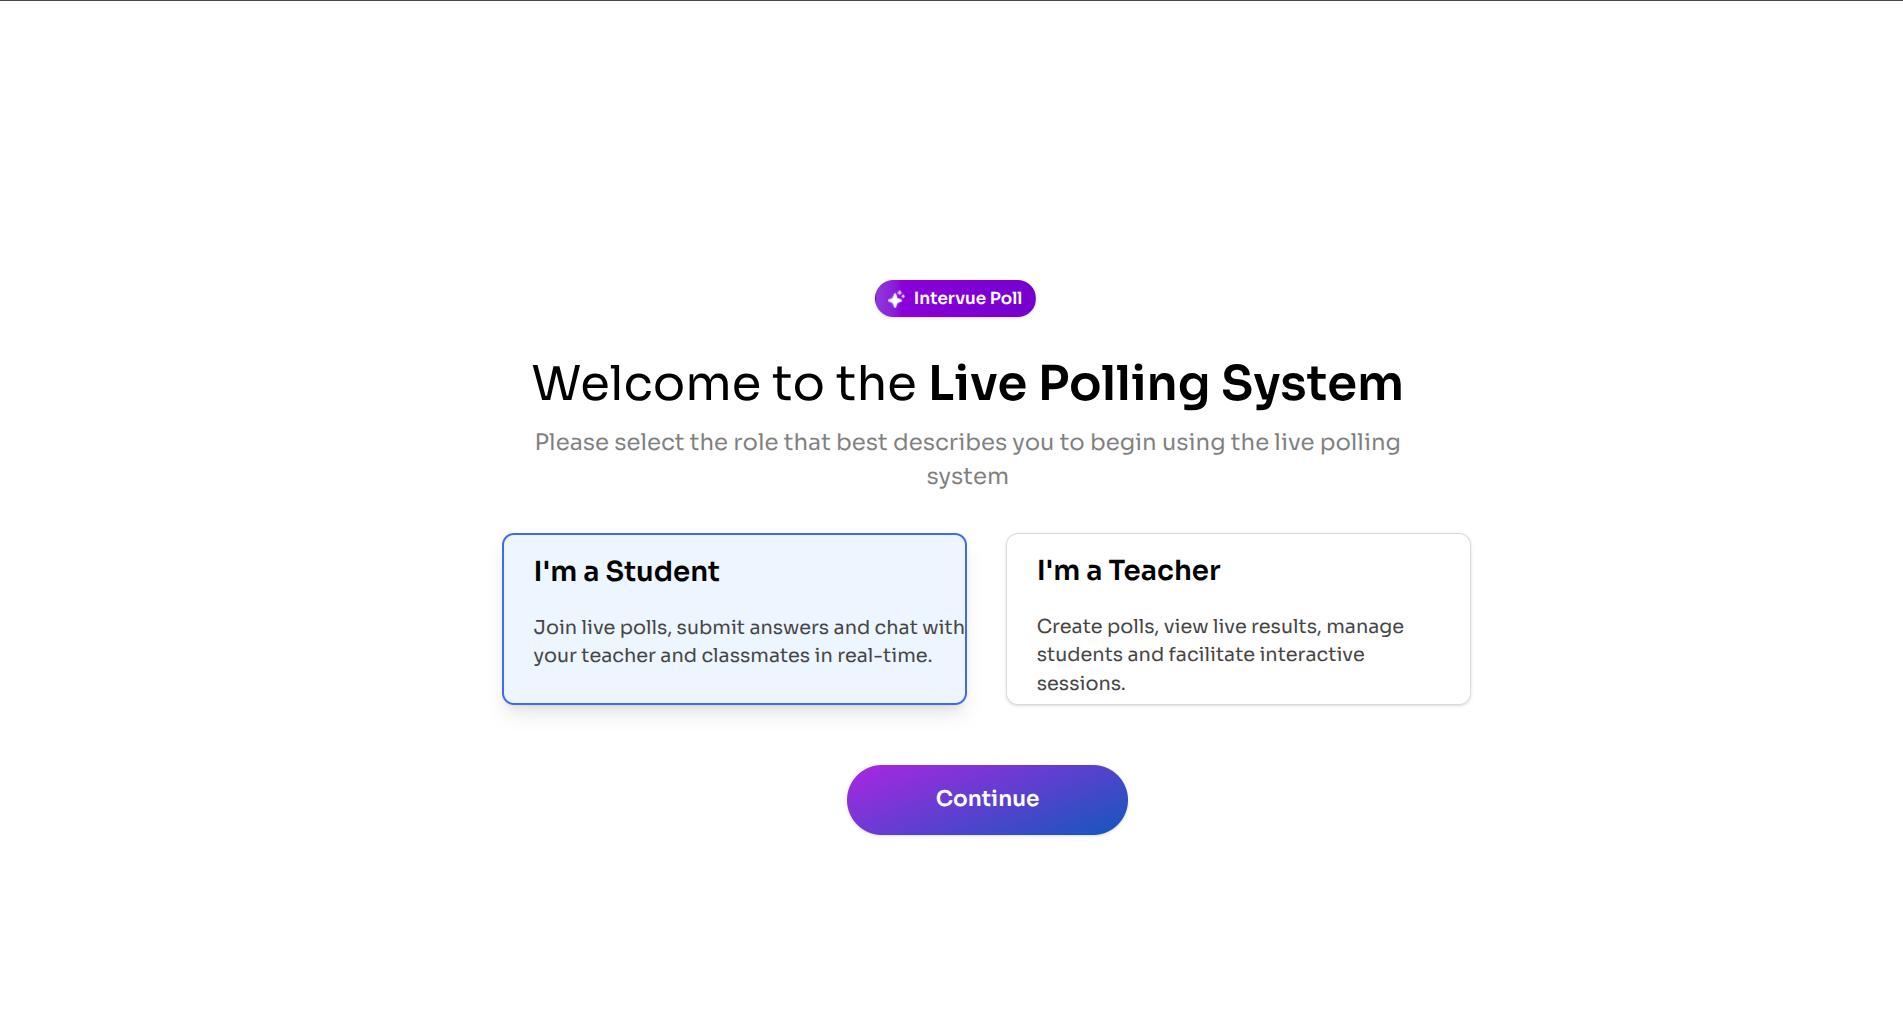 Intervue Poll
Welcome to the Live Polling System
Please select the role that best describes you to begin using the live polling
system
I'm a Student
Join live polls, submit answers and chat with
your teacher and classmates in real-time.
I'm a Teacher
Create polls, view live results, manage
students and facilitate interactive
sessions.
Continue